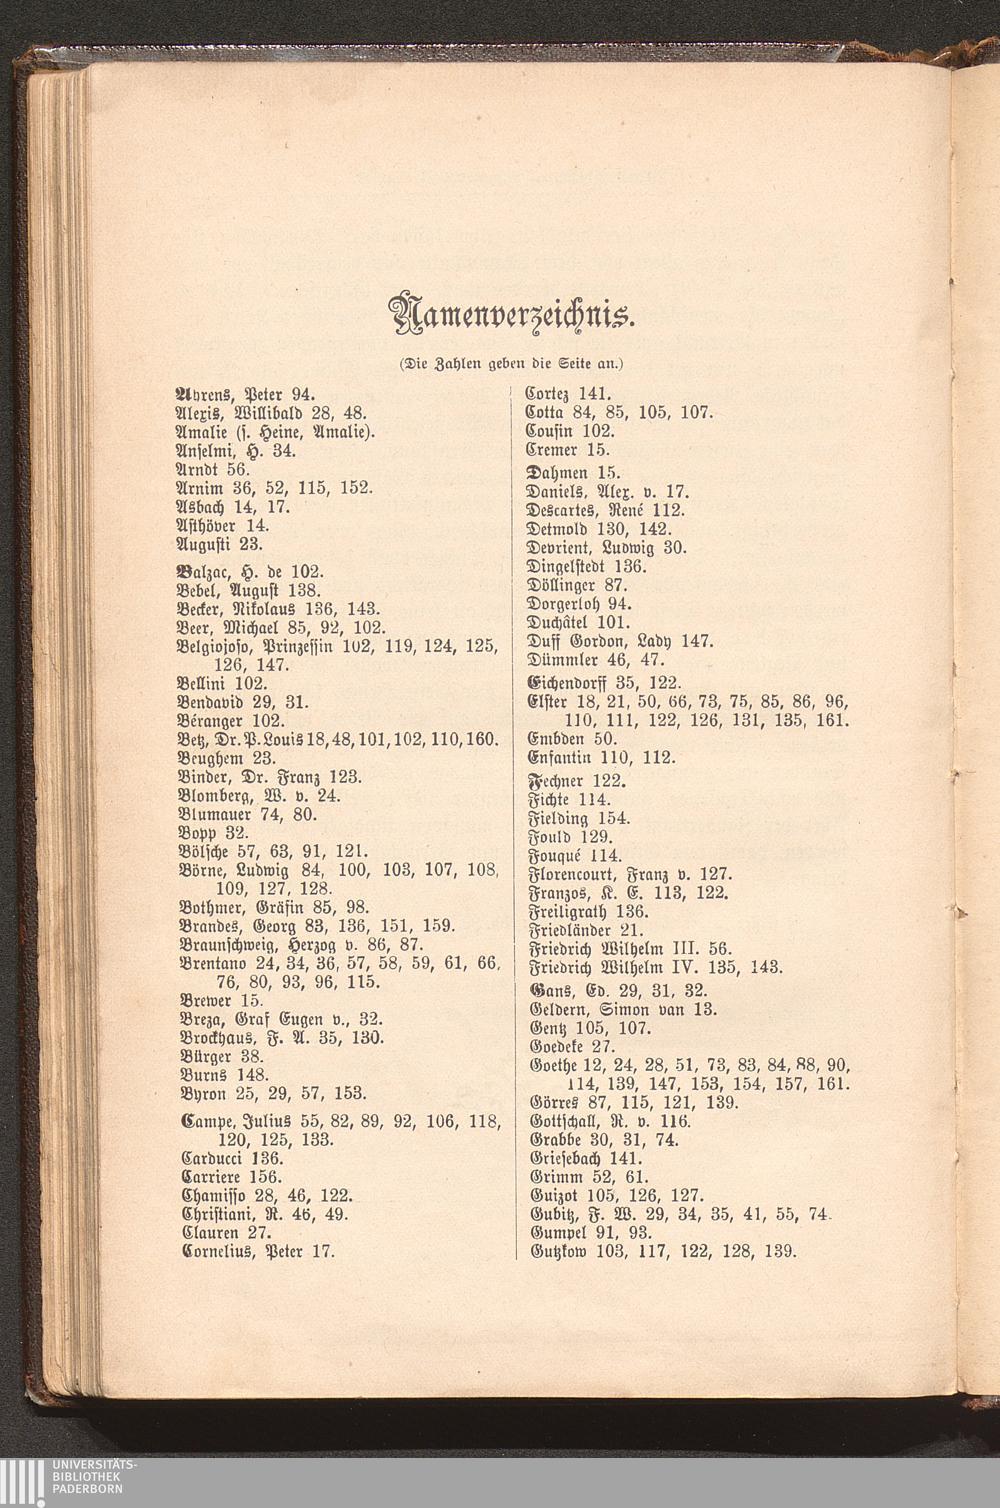 Namenverzeichnis.
(Die Zahlen geben die Seite an.)
Ahrens, Peter 94.
Alexis, Willibald 28, 48.
Amalie (s. Heine, Amalie).
Anselmi, H. 34.
Arndt 56.
Arnim 36, 52, 115, 152.
Asbach 14, 17.
Asthöver 14.
Augusti 23.
Balzac, H. de 102.
Bebel, August 138.
Becker, Nikolaus 136, 143.
Beer, Michael 85, 92, 102.
Belgiojoso, Prinzessin 102, 119, 124, 125,
126, 147.
Bellini 102.
Bendavid 29, 31.
Béranger 102.
Betz, Dr. P. Louis 18, 48, 101, 102, 110, 160.
Beughem 23.
Binder, Dr. Franz 123.
Blomberg, W. v. 24.
Blumauer 74, 80.
Bopp 32.
Bölsche 57, 63, 91, 121.
Börne, Ludwig 84, 100, 103, 107, 108,
109, 127, 128.
Bothmer, Gräfin 85, 98.
Brandes, Georg 83, 136, 151, 159.
Braunschweig, Herzog v. 86, 87.
Brentano 24, 34, 36, 57, 58, 59, 61, 66,
76, 80, 93, 96, 115.
Brewer 15.
Breza, Graf Eugen v., 32.
Brockhaus, F. A. 35, 130.
Bürger 38.
Burns 148.
Byron 25, 29, 57, 153.
Campe, Julius 55, 82, 89, 92, 106, 118,
120, 125, 133.
Carducci 136.
Carriere 156.
Chamisso 28, 46, 122.
Christiani, R. 46, 49.
Clauren 27.
Cornelius, Peter 17.
Cortez 141.
Cotta 84, 85, 105, 107.
Cousin 102.
Cremer 15.
Dahmen 15.
Daniels, Alex. v. 17.
Descartes, René 112.
Detmold 130, 142.
Devrient, Ludwig 30.
Dingelstedt 136.
Döllinger 87.
Dorgerloh 94.
Duchâtel 101.
Duff Gordon, Lady 147.
Dümmler 46, 47.
Eichendorff 35, 122.
Elster 18, 21, 50, 66, 73, 75, 85, 86, 96,
110, 111, 122, 126, 131, 135, 161.
Embden 50.
Enfantin 110, 112.
Fechner 122.
Fichte 114.
Fielding 154.
Fould 129.
Fouqué 114.
Florencourt, Franz v. 127.
Franzos, K. E. 113, 122.
Freiligrath 136.
Friedländer 21.
Friedrich Wilhelm III. 56.
Friedrich Wilhelm IV. 135, 143.
Gans, Ed. 29, 31, 32.
Geldern, Simon van 13.
Gentz 105, 107.
Goedeke 27.
Goethe 12, 24, 28, 51, 73, 83, 84, 88, 90,
114, 139, 147, 153, 154, 157, 161.
Görres 87, 115, 121, 139.
Gottschall, R. v. 116.
Grabbe 30, 31, 74.
Griesebach 141.
Grimm 52, 61.
Guizot 105, 126, 127.
Gubitz, F. W. 29, 34, 35, 41, 55, 74.
Gumpel 91, 93.
Gutzkow 103, 117, 122, 128, 139.
UNIVERSITÄTS-
BIBLIOTHEK
PADERBORN